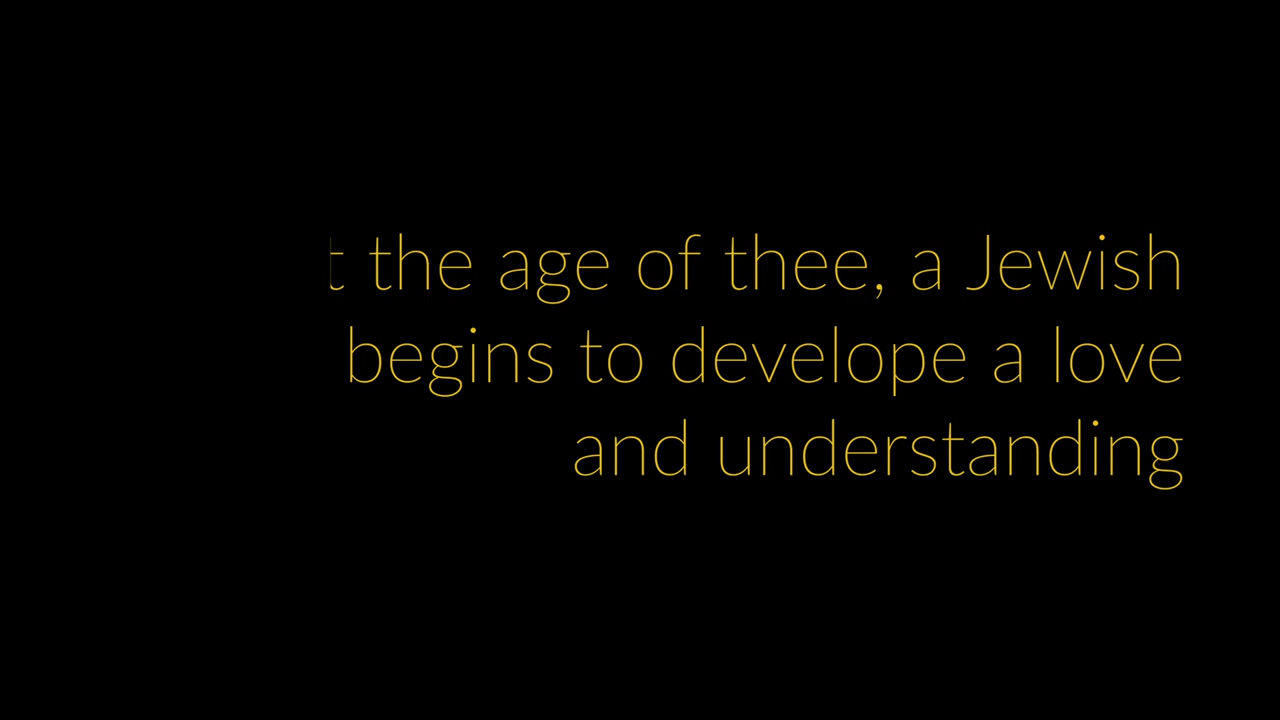 t the age of thee, a Jewish
begins to develope a love
and understanding